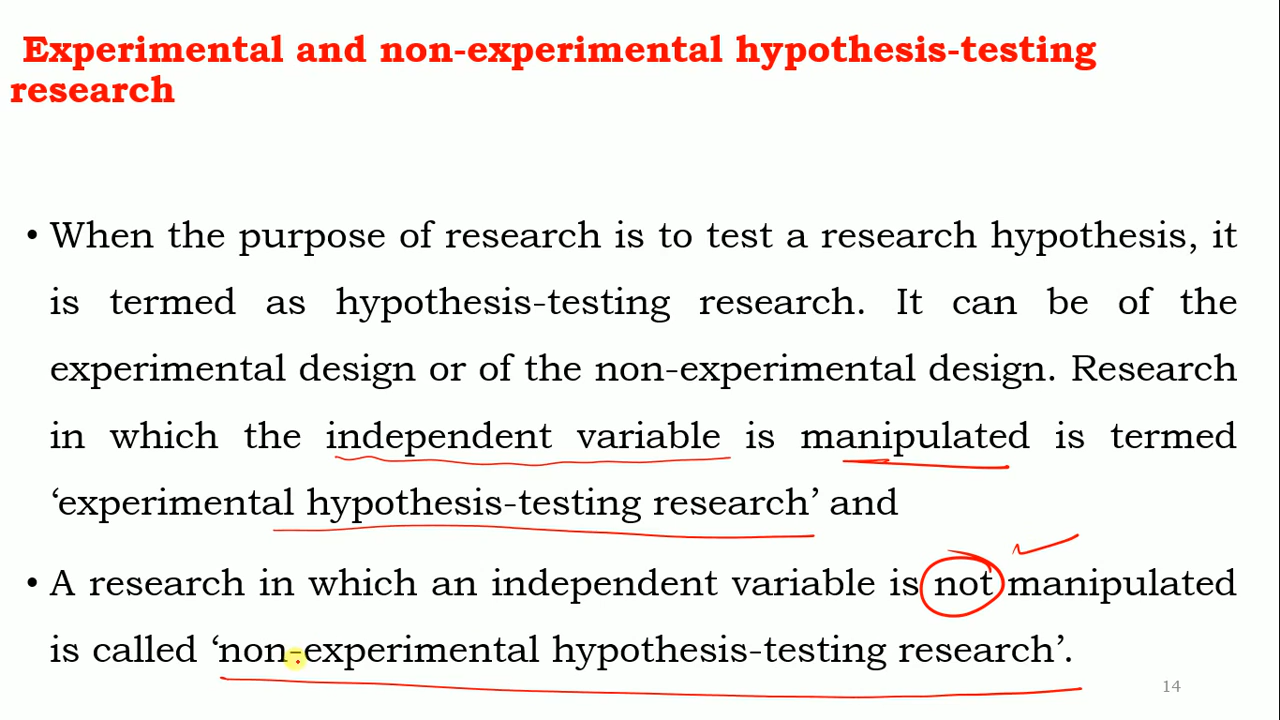 Experimental and non-experimental hypothesis-testing
research
• When the purpose of research is to test a research hypothesis, it
is termed as hypothesis-testing research. It can be of the
experimental design or of the non-experimental design. Research
in which the independent variable is manipulated is termed
‘experimental hypothesis-testing research’ and
• A research in which an independent variable is not manipulated
is called ‘non-experimental hypothesis-testing research’.
14